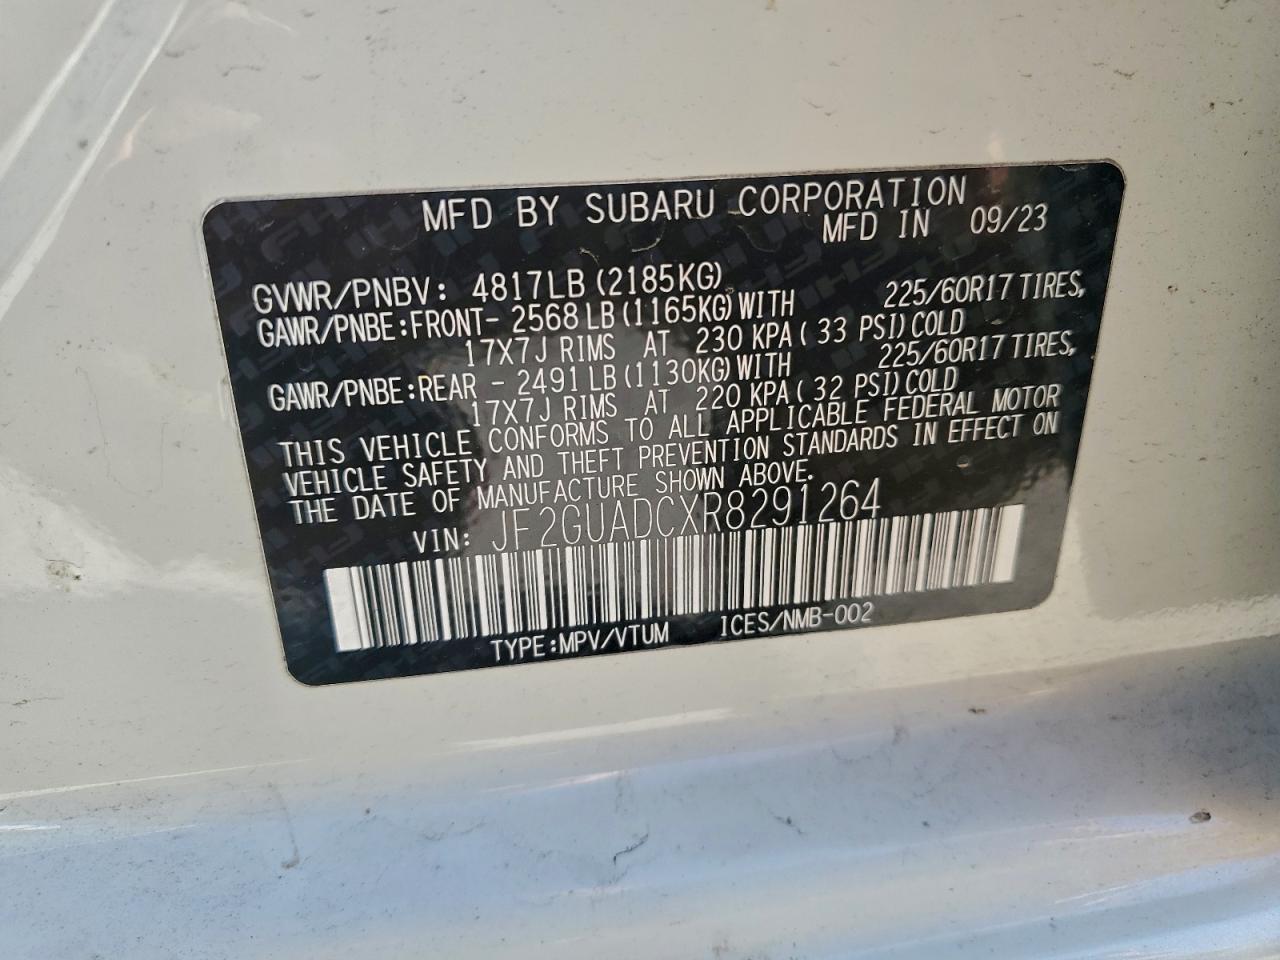 MFD BY SUBARU CORPORATION
MFD IN 09/23
GVWR/PNBV: 4817LB (2185KG)
GAWR/PNBE:FRONT- 2568 LB (1165KG) WITH 225/60R17 TIRES,
17X7J RIMS AT 230 KPA ( 33 PSI) COLD
GAWR/PNBE:REAR - 2491 LB (1130KG) WITH 225/60R17 TIRES,
17X7J RIMS AT 220 KPA ( 32 PSI) COLD
THIS VEHICLE CONFORMS TO ALL APPLICABLE FEDERAL MOTOR
VEHICLE SAFETY AND THEFT PREVENTION STANDARDS IN EFFECT ON
THE DATE OF MANUFACTURE SHOWN ABOVE.
VIN: JF2GUADCXR8291264
TYPE:MPV/VTUM ICES/NMB-002